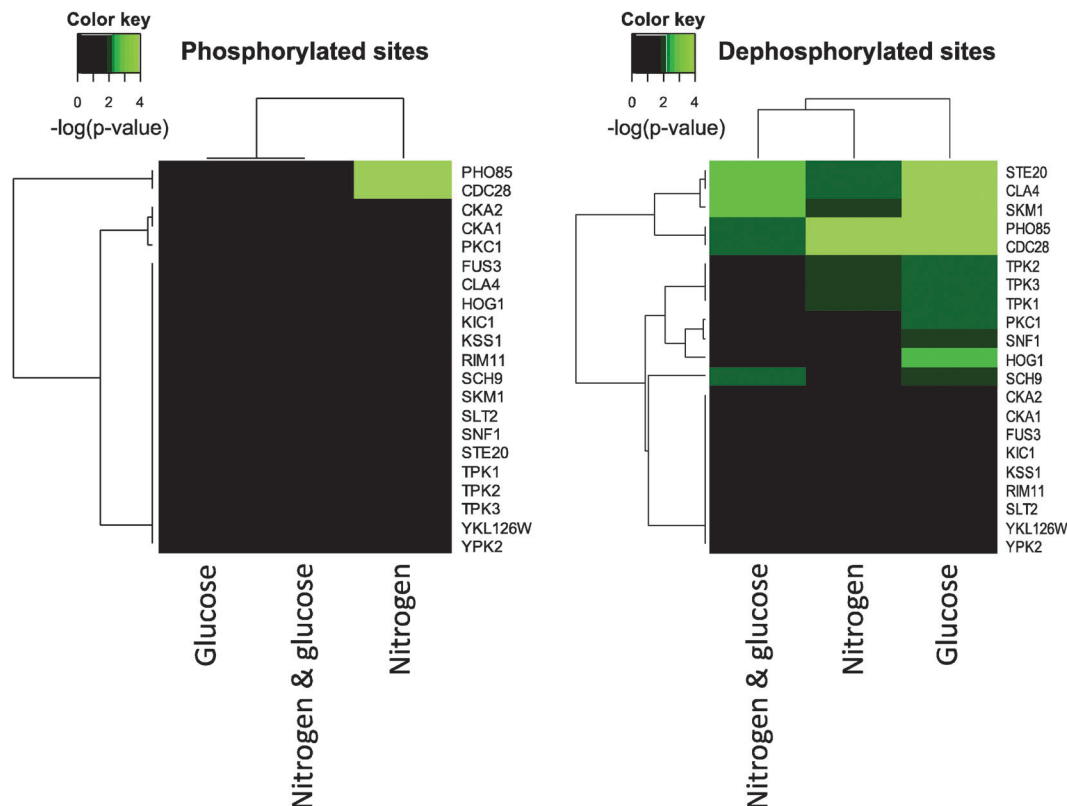 Color key
0 2 4
-log(p-value)
Phosphorylated sites
PHO85
CDC28
CKA2
CKA1
PKC1
FUS3
CLA4
HOG1
KIC1
KSS1
RIM11
SCH9
SKM1
SLT2
SNF1
STE20
TPK1
TPK2
TPK3
YKL126W
YPK2
Glucose
Nitrogen & glucose
Nitrogen
Color key
0 2 4
-log(p-value)
Dephosphorylated sites
STE20
CLA4
SKM1
PHO85
CDC28
TPK2
TPK3
TPK1
PKC1
SNF1
HOG1
SCH9
CKA2
CKA1
FUS3
KIC1
KSS1
RIM11
SLT2
YKL126W
YPK2
Nitrogen & glucose
Nitrogen
Glucose